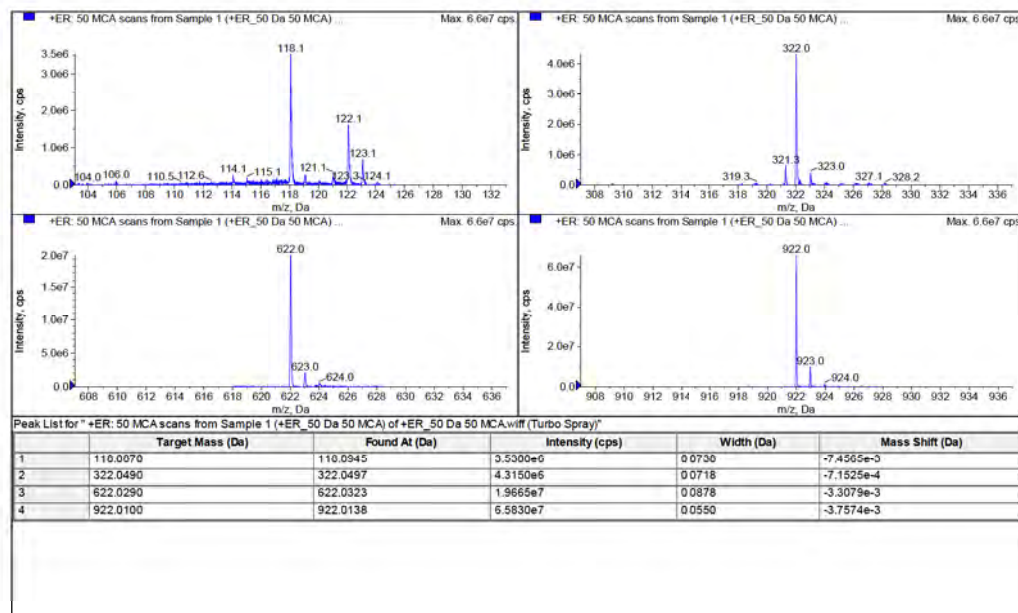 +ER: 50 MCA scans from Sample 1 (+ER_50 Da 50 MCA) ...
Max. 6.6e7 cps.
3.5e6
3.0e6
2.0e6
1.0e6
0.0
Intensity, cps
118.1
122.1
123.1
104.0
106.0
110.5
112.6
114.1
115.1
121.1
123.3
124.1
104 106 108 110 112 114 116 118 120 122 124 126 128 130 132
m/z, Da
+ER: 50 MCA scans from Sample 1 (+ER_50 Da 50 MCA) ...
Max. 6.6e7 cps.
4.0e6
3.0e6
2.0e6
1.0e6
0.0
Intensity, cps
322.0
319.3
321.3
323.0
327.1
328.2
308 310 312 314 316 318 320 322 324 326 328 330 332 334 336
m/z, Da
+ER: 50 MCA scans from Sample 1 (+ER_50 Da 50 MCA) ...
Max. 6.6e7 cps.
2.0e7
1.5e7
1.0e7
5.0e6
0.0
Intensity, cps
622.0
623.0
624.0
608 610 612 614 616 618 620 622 624 626 628 630 632 634 636
m/z, Da
+ER: 50 MCA scans from Sample 1 (+ER_50 Da 50 MCA) ...
Max. 6.6e7 cps.
6.0e7
4.0e7
2.0e7
0.0
Intensity, cps
922.0
923.0
924.0
908 910 912 914 916 918 920 922 924 926 928 930 932 934 936
m/z, Da
Peak List for " +ER: 50 MCA scans from Sample 1 (+ER_50 Da 50 MCA) of +ER_50 Da 50 MCA.wiff (Turbo Spray)"
Target Mass (Da) Found At (Da) Intensity (cps) Width (Da) Mass Shift (Da)
1
2 322.0490 322.0497 4.3150e6 0.0718 -7.1525e-4
3 622.0290 622.0323 1.9665e7 0.0878 -3.3079e-3
4 922.0100 922.0138 6.5830e7 0.0550 -3.7574e-3